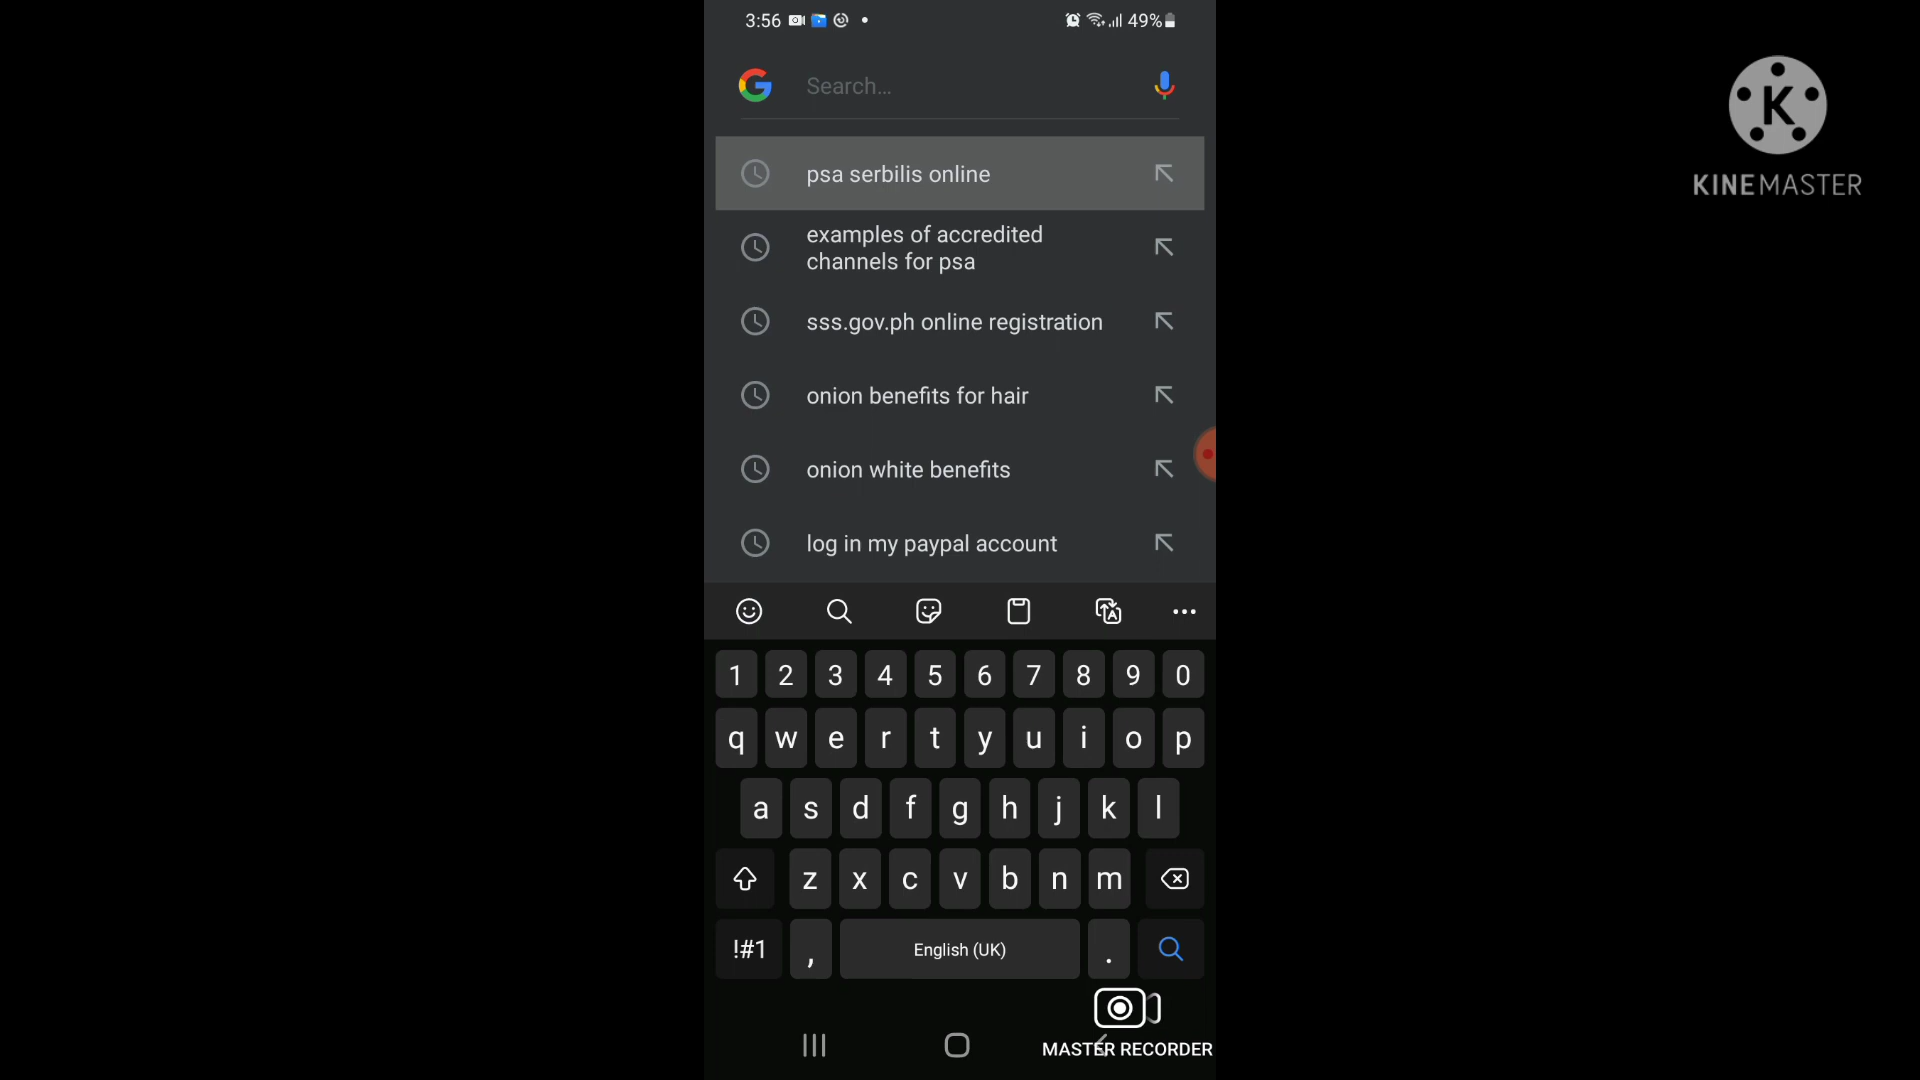 3:56
49%
Search...
psa serbilis online
examples of accredited
channels for psa
sss.gov.ph online registration
onion benefits for hair
onion white benefits
log in my paypal account
1 2 3 4 5 6 7 8 9 0
q w e r t y u i o p
a s d f g h j k l
z x c v b n m
!#1 , English (UK) .
MASTER RECORDER
K
KINEMASTER